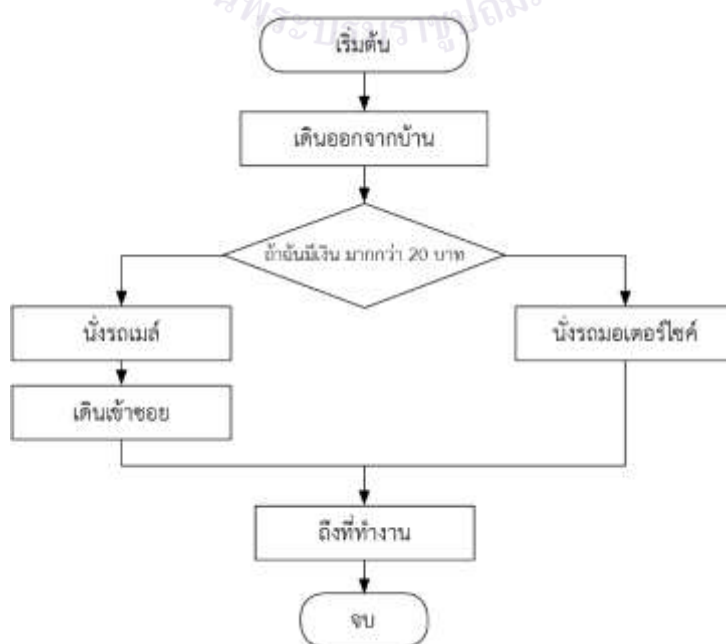 เริ่มต้น
เดินออกจากบ้าน
ถ้าฉันมีเงิน มากกว่า 20 บาท
นั่งรถเมล์
นั่งรถมอเตอร์ไซค์
เดินเข้าซอย
ถึงที่ทำงาน
จบ